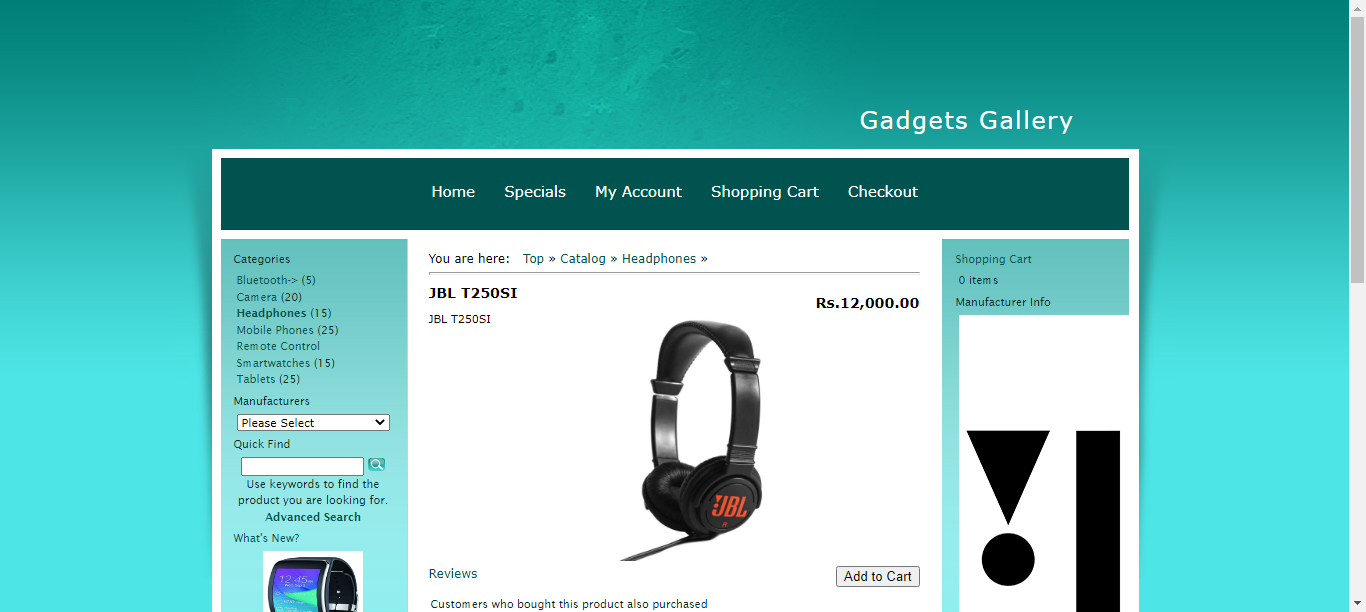 Gadgets Gallery
Home Specials My Account Shopping Cart Checkout
Categories
Bluetooth-> (5)
Camera (20)
Headphones (15)
Mobile Phones (25)
Remote Control
Smartwatches (15)
Tablets (25)
Manufacturers
Please Select
Quick Find
Use keywords to find the
product you are looking for.
Advanced Search
What's New?
12:45
You are here: Top » Catalog » Headphones »
JBL T250SI
Rs.12,000.00
JBL T250SI
JBL
Reviews
Add to Cart
Customers who bought this product also purchased
Shopping Cart
0 items
Manufacturer Info